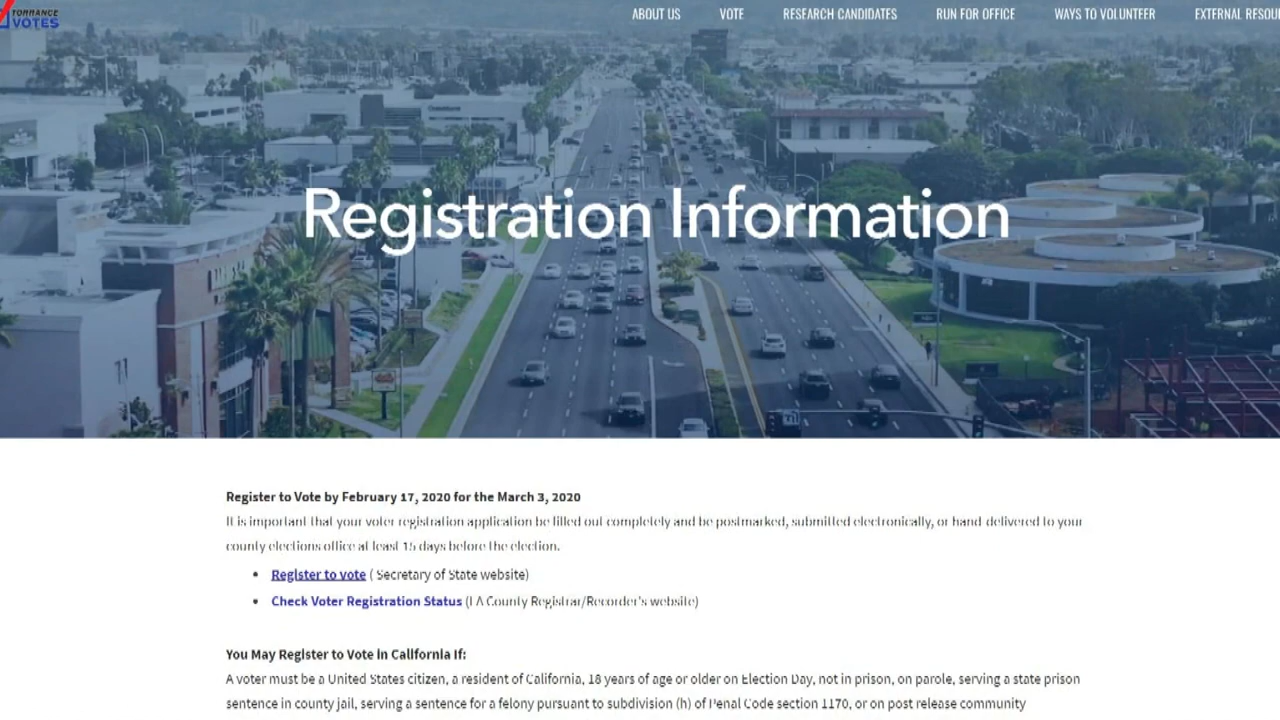 TORRANCE
VOTES
ABOUT US VOTE RESEARCH CANDIDATES RUN FOR OFFICE WAYS TO VOLUNTEER EXTERNAL
Registration Information
Register to Vote by February 17, 2020 for the March 3, 2020
It is important that your voter registration application be filled out completely and be postmarked, submitted electronically, or hand-delivered to your
county elections office at least 15 days before the election.
• Register to vote ( Secretary of State website)
• Check Voter Registration Status (LA County Registrar/Recorder's website)
You May Register to Vote in California If:
A voter must be a United States citizen, a resident of California, 18 years of age or older on Election Day, not in prison, on parole, serving a state prison
sentence in county jail, serving a sentence for a felony pursuant to subdivision (h) of Penal Code section 1170, or on post release community